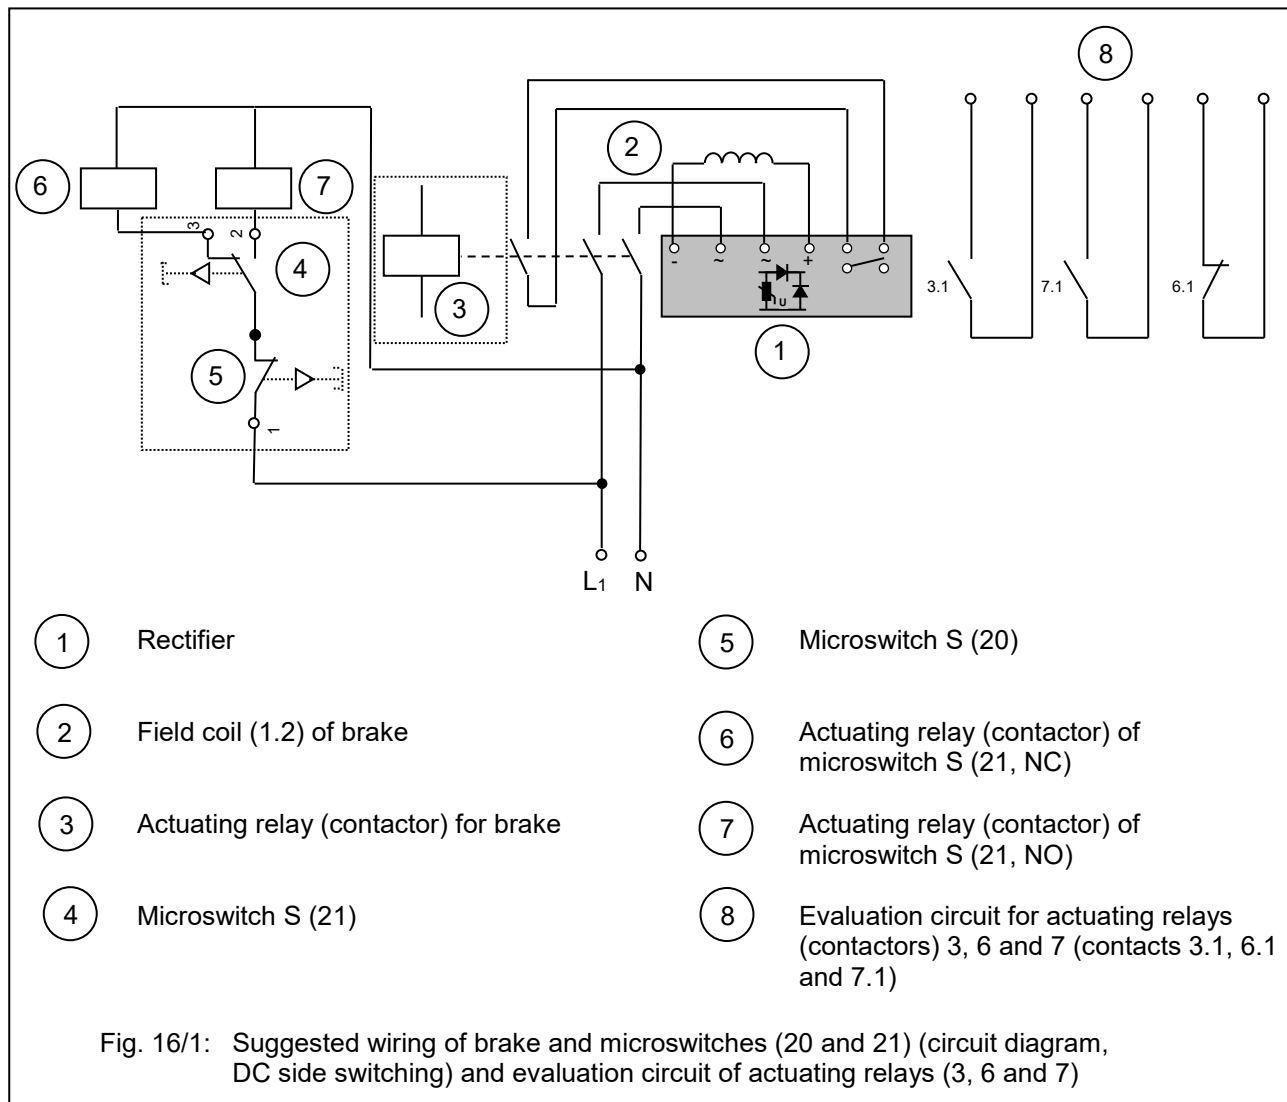 8
6
7
2
3
2
4
3
5
1
- ~ ~ + 
U
1
3.1
7.1
6.1
L1 N
1 Rectifier
2 Field coil (1.2) of brake
3 Actuating relay (contactor) for brake
4 Microswitch S (21)
5 Microswitch S (20)
6 Actuating relay (contactor) of
microswitch S (21, NC)
7 Actuating relay (contactor) of
microswitch S (21, NO)
8 Evaluation circuit for actuating relays
(contactors) 3, 6 and 7 (contacts 3.1, 6.1
and 7.1)
Fig. 16/1: Suggested wiring of brake and microswitches (20 and 21) (circuit diagram,
DC side switching) and evaluation circuit of actuating relays (3, 6 and 7)